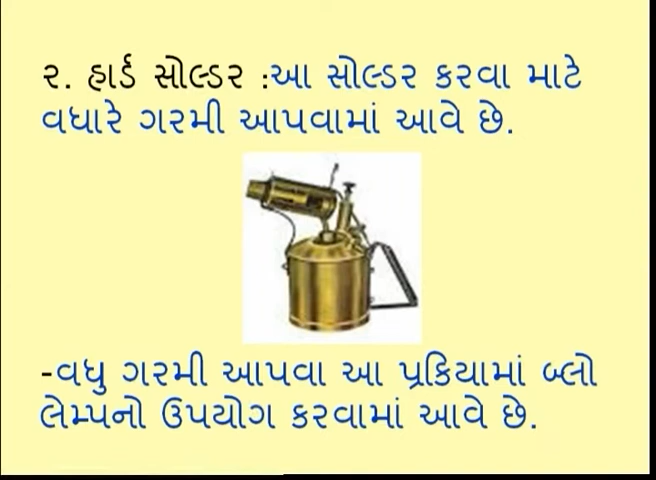 ૨. હાર્ડ સોલ્ડર :આ સોલ્ડર કરવા માટે
વધારે ગરમી આપવામાં આવે છે.
-વધુ ગરમી આપવા આ પ્રકિયામાં બ્લો
લેમ્પનો ઉપયોગ કરવામાં આવે છે.